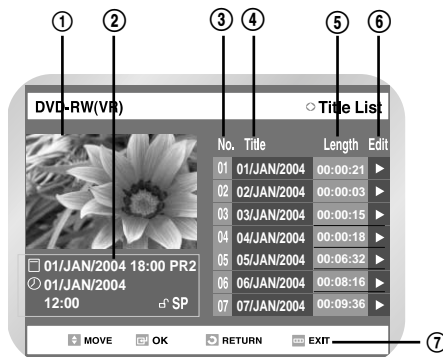 ① ② ③ ④ ⑤ ⑥
DVD-RW(VR) Title List
No. Title Length Edit
01 01/JAN/2004 00:00:21 ►
02 02/JAN/2004 00:00:03 ►
03 03/JAN/2004 00:00:15 ►
04 04/JAN/2004 00:00:18 ►
05 05/JAN/2004 00:06:32 ►
06 06/JAN/2004 00:08:16 ►
07 07/JAN/2004 00:09:36 ►
01/JAN/2004 18:00 PR2
01/JAN/2004
12:00 SP
MOVE OK RETURN EXIT ⑦